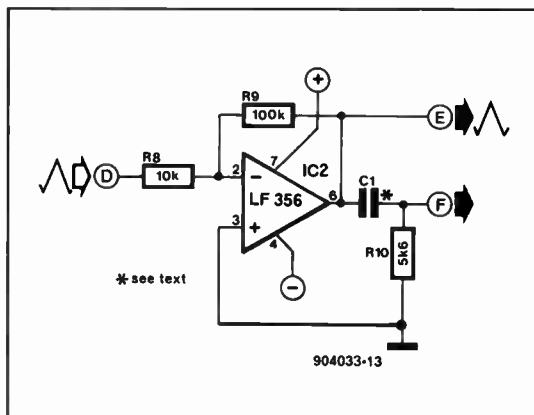 +
R9
100k
E
R8
7
IC2
D
10k
2
−
C1
LF 356
6
*
F
3
+
4
R10
5k6
* see text
−
904033-13